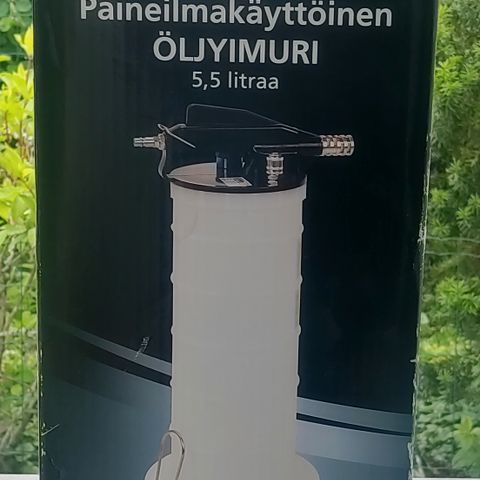 Paineilmakäyttöinen
ÖLJYIMURI
5,5 litraa